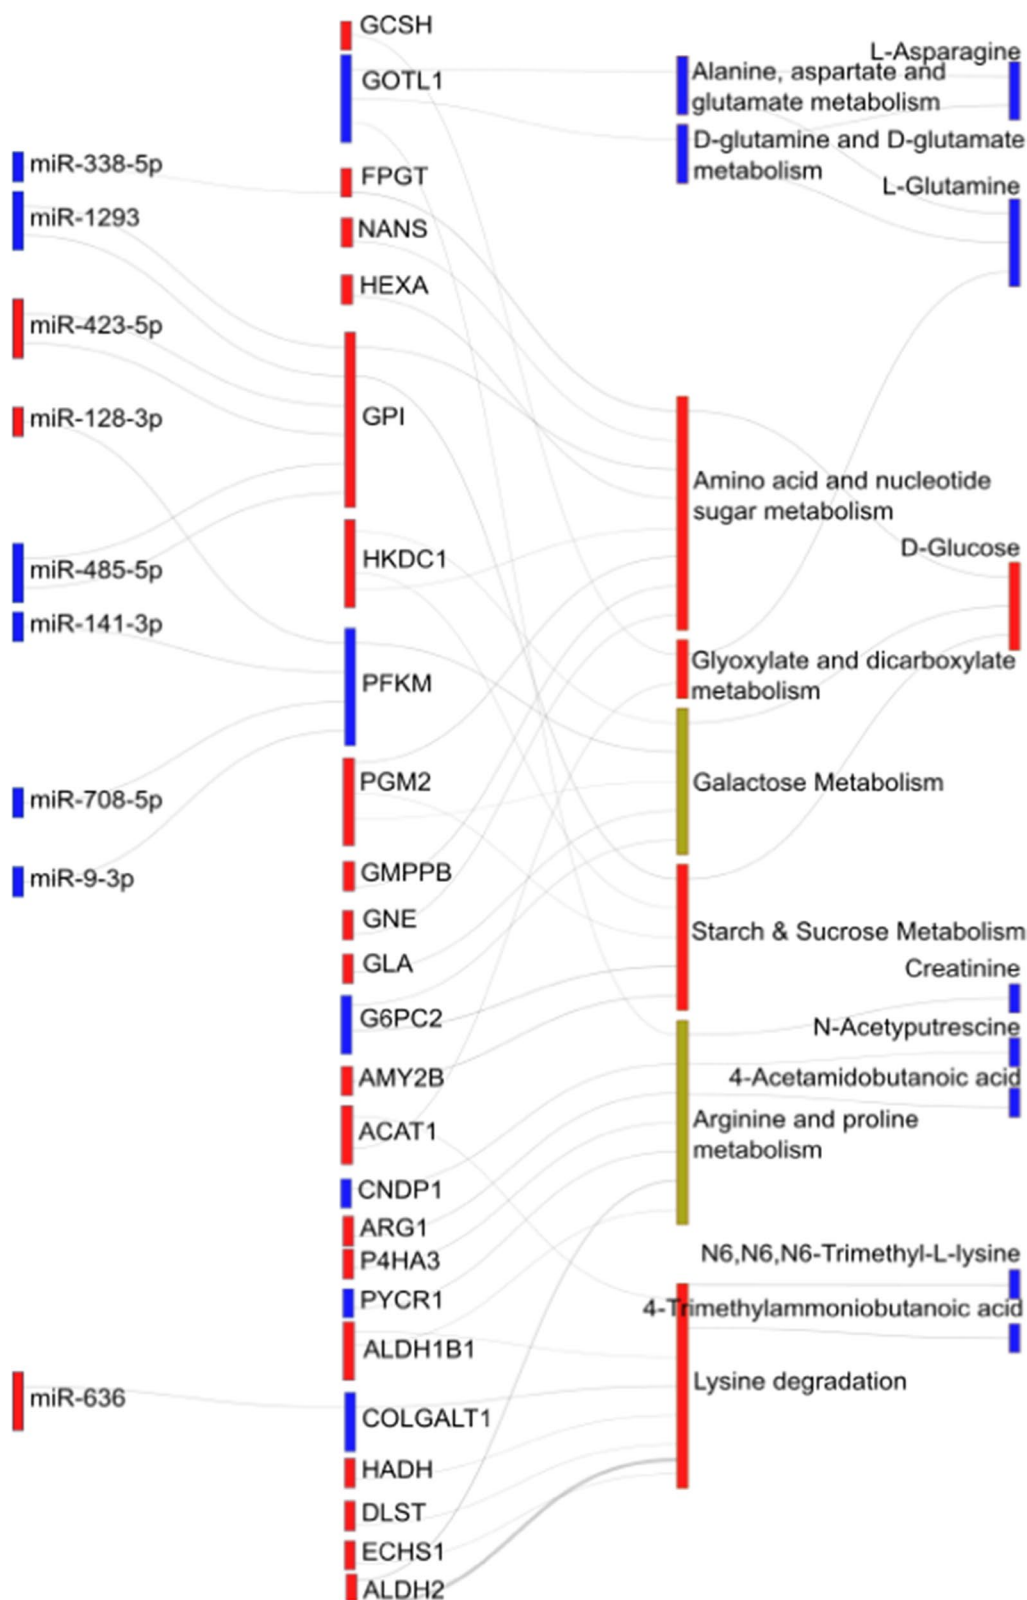 miR-338-5p
miR-1293
miR-423-5p
miR-128-3p
miR-485-5p
miR-141-3p
miR-708-5p
miR-9-3p
miR-636
GCSH
GOTL1
FPGT
NANS
HEXA
GPI
HKDC1
PFKM
PGM2
GMPPB
GNE
GLA
G6PC2
AMY2B
ACAT1
CNDP1
ARG1
P4HA3
PYCR1
ALDH1B1
COLGALT1
HADH
DLST
ECHS1
ALDH2
Alanine, aspartate and
glutamate metabolism
D-glutamine and D-glutamate
metabolism
Amino acid and nucleotide
sugar metabolism
Glyoxylate and dicarboxylate
metabolism
Galactose Metabolism
Starch & Sucrose Metabolism
Arginine and proline
metabolism
Lysine degradation
L-Asparagine
L-Glutamine
D-Glucose
Creatinine
N-Acetyputrescine
4-Acetamidobutanoic acid
N6,N6,N6-Trimethyl-L-lysine
4-Trimethylammoniobutanoic acid